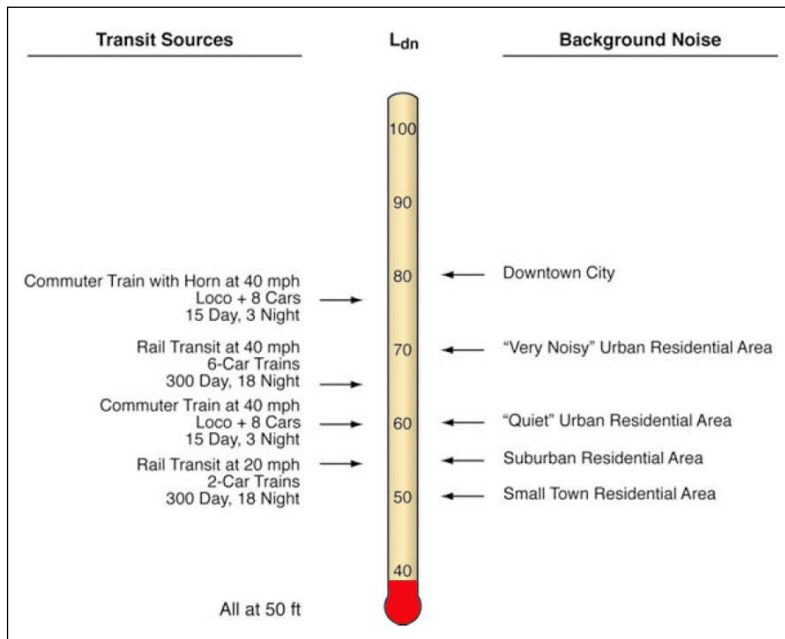 Transit Sources
Ldn
Background Noise
100
90
80
70
60
50
40
Commuter Train with Horn at 40 mph
Loco + 8 Cars
15 Day, 3 Night
Rail Transit at 40 mph
6-Car Trains
300 Day, 18 Night
Commuter Train at 40 mph
Loco + 8 Cars
15 Day, 3 Night
Rail Transit at 20 mph
2-Car Trains
300 Day, 18 Night
All at 50 ft
Downtown City
“Very Noisy” Urban Residential Area
“Quiet” Urban Residential Area
Suburban Residential Area
Small Town Residential Area